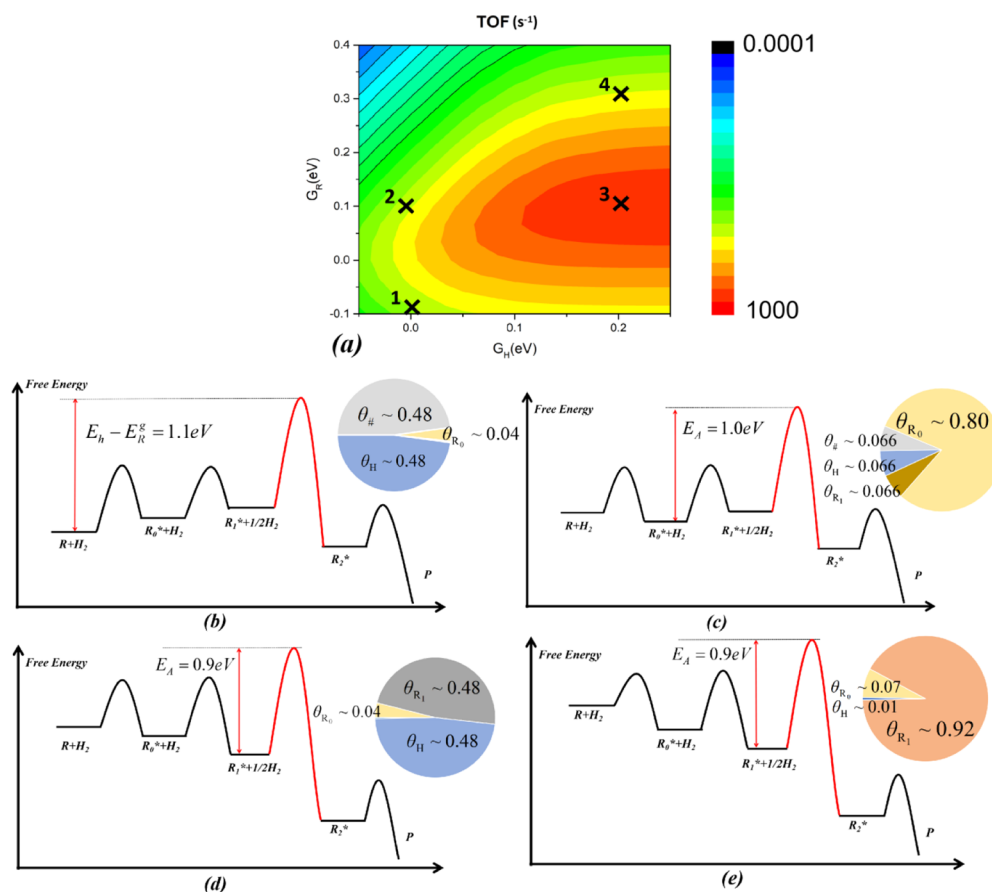 TOF (s⁻¹)
0.4
0.3
0.2
0.1
0.0
-0.1
G_R(eV)
0.0
0.1
0.2
G_H(eV)
1
2
3
4
0.0001
1000
(a)
Free Energy
E_h − E_R^g = 1.1eV
θ_# ~ 0.48
θ_R₀ ~ 0.04
θ_H ~ 0.48
R+H₂
R₀*+H₂
R₁*+1/2H₂
R₂*
P
(b)
Free Energy
E_A = 1.0eV
θ_R₀ ~ 0.80
θ_# ~ 0.066
θ_H ~ 0.066
θ_R₁ ~ 0.066
R+H₂
R₀*+H₂
R₁*+1/2H₂
R₂*
P
(c)
Free Energy
E_A = 0.9eV
θ_R₁ ~ 0.48
θ_R₀ ~ 0.04
θ_H ~ 0.48
R+H₂
R₀*+H₂
R₁*+1/2H₂
R₂*
P
(d)
Free Energy
E_A = 0.9eV
θ_R₀ ~ 0.07
θ_H ~ 0.01
θ_R₁ ~ 0.92
R+H₂
R₀*+H₂
R₁*+1/2H₂
R₂*
P
(e)